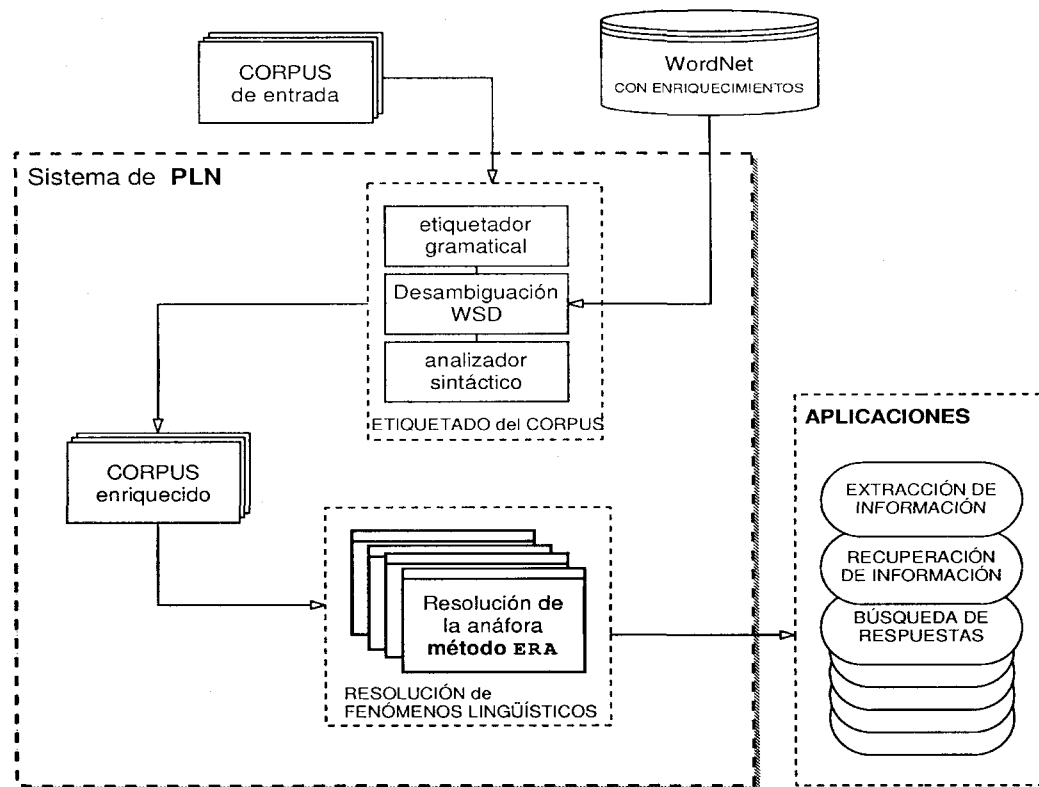 CORPUS
de entrada
WordNet
CON ENRIQUECIMIENTOS
Sistema de PLN
etiquetador
gramatical
Desambiguación
WSD
analizador
sintáctico
ETIQUETADO del CORPUS
CORPUS
enriquecido
Resolución de
la anáfora
método ERA
RESOLUCIÓN de
FENÓMENOS LINGÜÍSTICOS
APLICACIONES
EXTRACCIÓN DE
INFORMACIÓN
RECUPERACIÓN
DE INFORMACIÓN
BÚSQUEDA DE
RESPUESTAS